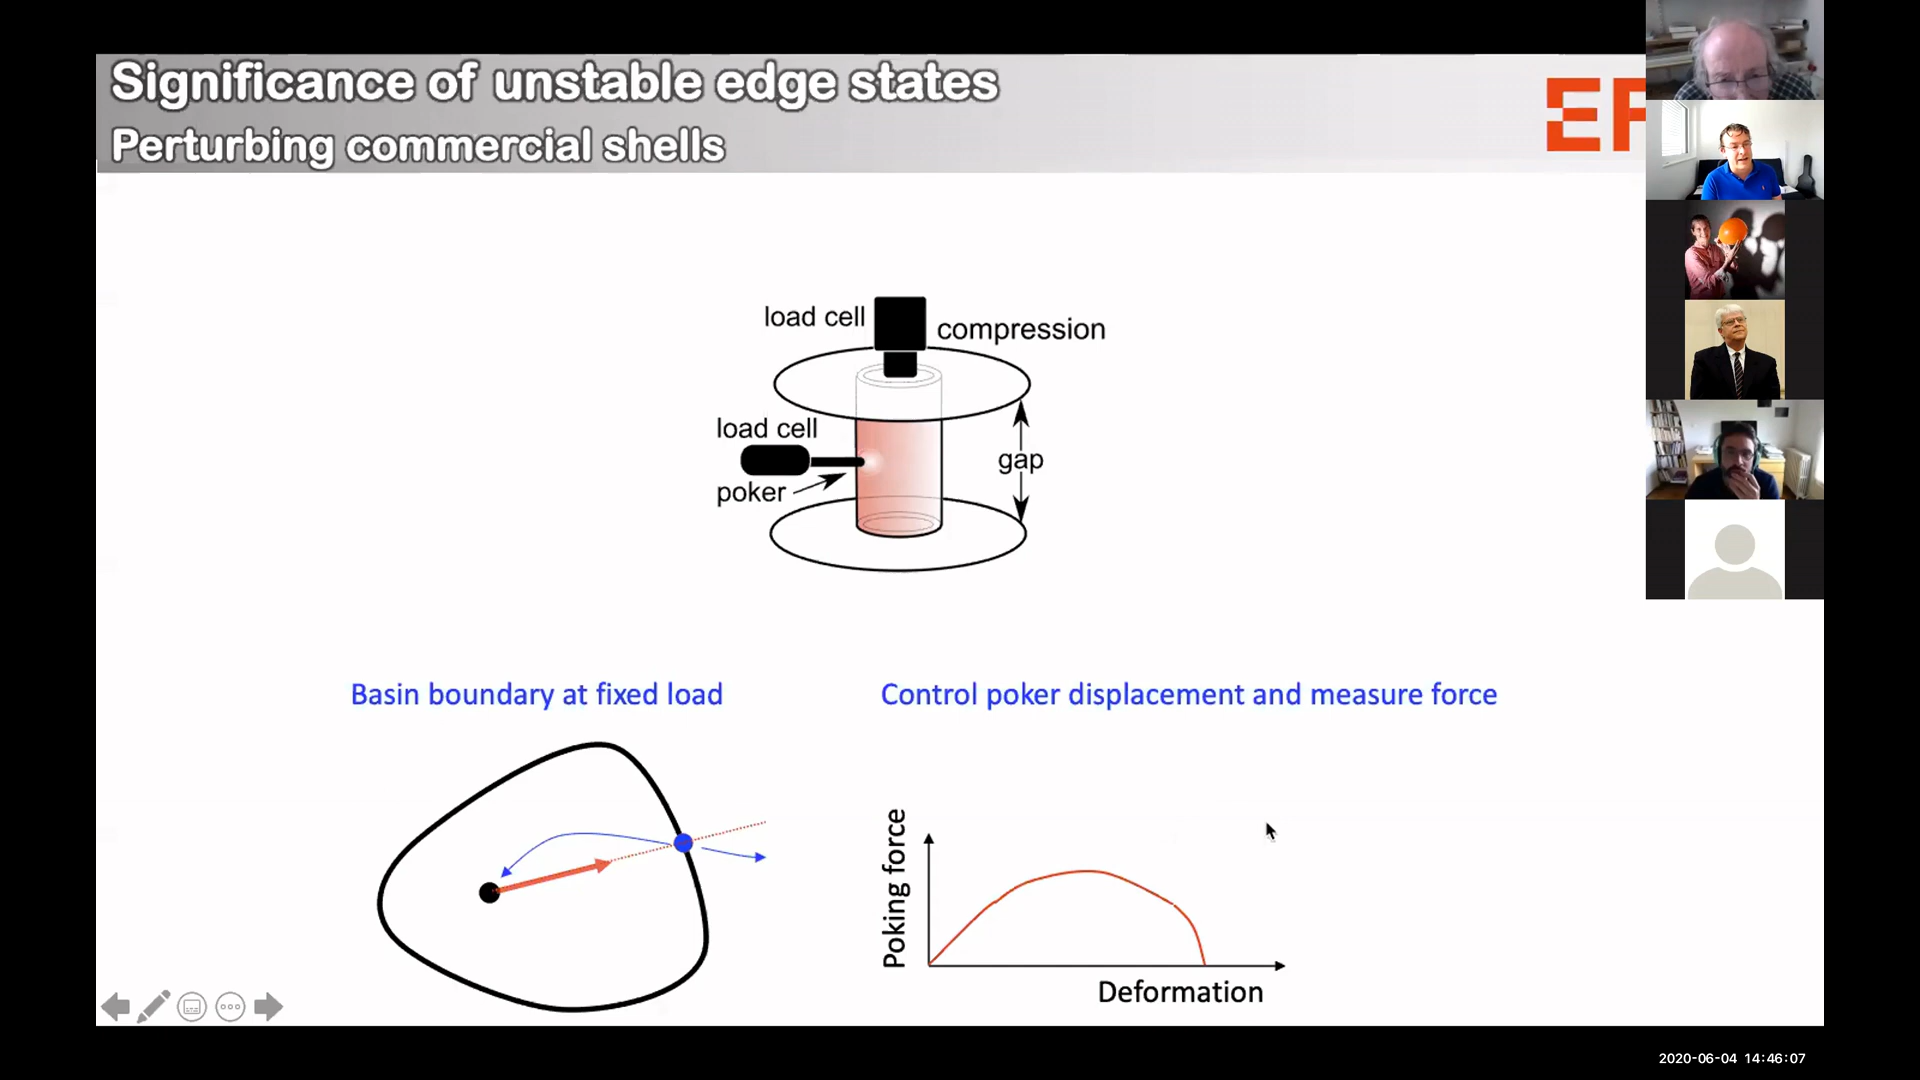 Significance of unstable edge states
Perturbing commercial shells
EP
load cell
compression
load cell
gap
poker
Basin boundary at fixed load
Control poker displacement and measure force
Poking force
Deformation
2020-06-04 14:46:07